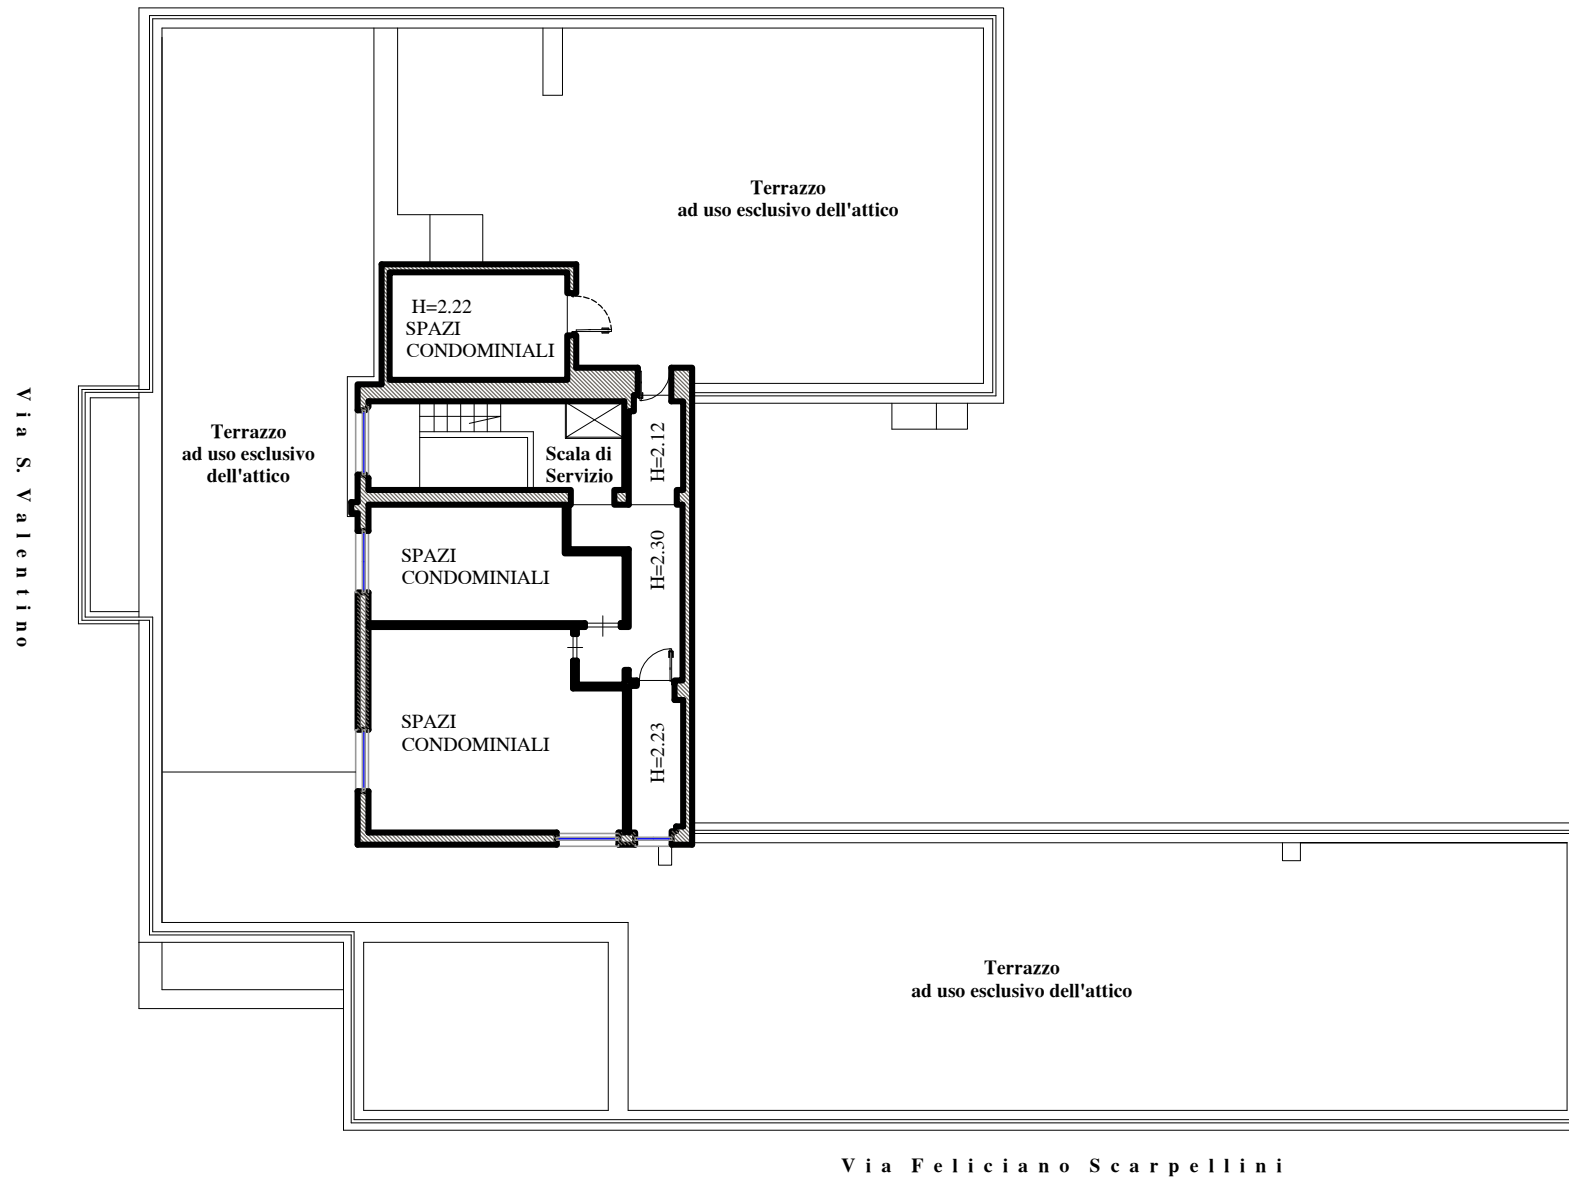 Terrazzo
ad uso esclusivo dell'attico
H=2.22
SPAZI
CONDOMINIALI
Via S. Valentino
Terrazzo
ad uso esclusivo
dell'attico
Scala di
Servizio
H=2.12
SPAZI
CONDOMINIALI
H=2.30
SPAZI
CONDOMINIALI
H=2.23
Terrazzo
ad uso esclusivo dell'attico
Via Feliciano Scarpellini